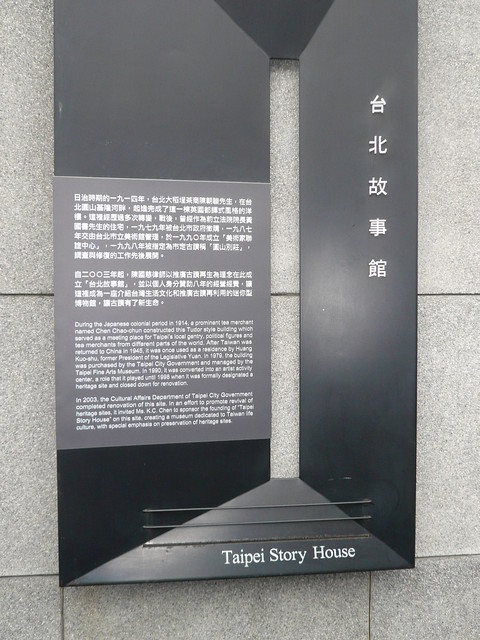 台北故事館
日治時期的一九一四年，台北大稻埕茶商陳朝駿先生，在台
北圓山基隆河畔，起造完成了這一棟英國都鐸式風格的洋
樓。這裡經歷過多次轉變，戰後，曾經作為前立法院院長黃
國書先生的住宅，一九七九年被台北市政府徵購，一九八七
年交由台北市立美術館管理，於一九九〇年成立「美術家聯
誼中心」，一九九八年被指定為市定古蹟稱「圓山別莊」，
調查與修復的工作先後展開。
自二〇〇三年起，陳國慈律師以推廣古蹟再生為理念在此成
立「台北故事館」，並以個人身分贊助八年的經營經費，讓
這裡成為一座介紹台灣生活文化和推廣古蹟再利用的迷你型
博物館，讓古蹟有了新生命。
During the Japanese colonial period in 1914, a prominent tea merchant
named Chen Chao-chun constructed this Tudor style building which
served as a meeting place for Taipei's local gentry, political figures and
tea merchants from different parts of the world. After Taiwan was
returned to China in 1945, it was once used as a residence by Huang
Kuo-shu, former President of the Legislative Yuan. In 1979, the building
was purchased by the Taipei City Government and managed by the
Taipei Fine Arts Museum. In 1990, it was converted into an artist activity
center, a role that it played until 1998 when it was formally designated a
heritage site and closed down for renovation.
In 2003, the Cultural Affairs Department of Taipei City Government
completed renovation of this site. In an effort to promote revival of
heritage sites, it invited Ms. K.C. Chen to sponsor the founding of "Taipei
Story House" on this site, creating a museum dedicated to Taiwan life
culture, with special emphasis on preservation of heritage sites.
Taipei Story House